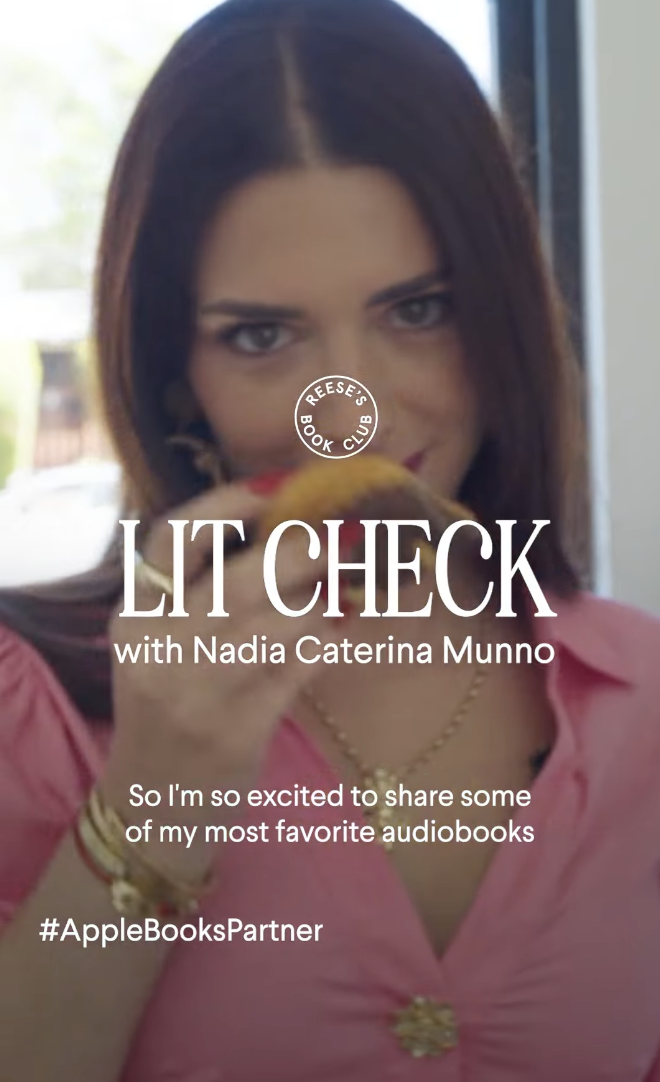 REESE'S
BOOK CLUB
LIT CHECK
with Nadia Caterina Munno
So I'm so excited to share some
of my most favorite audiobooks
#AppleBooksPartner